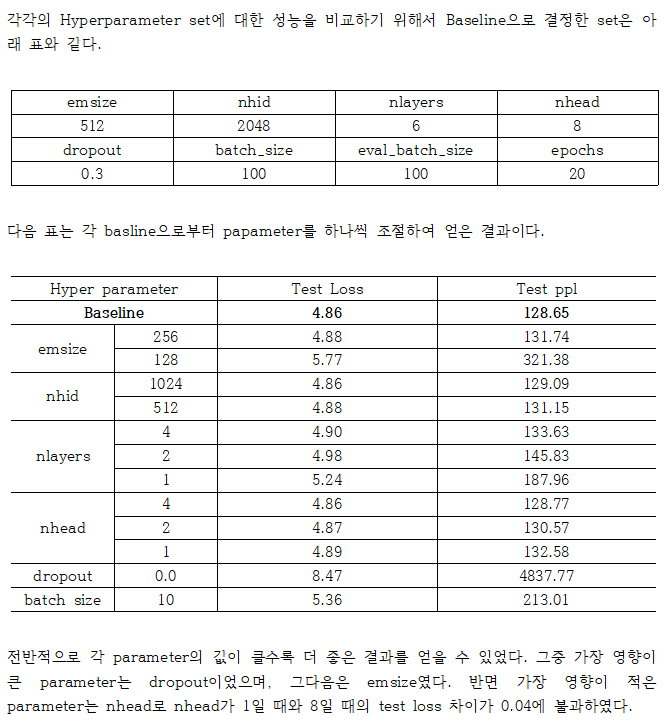 각각의 Hyperparameter set에 대한 성능을 비교하기 위해서 Baseline으로 결정한 set은 아
래 표와 같다.
emsize nhid nlayers nhead
512 2048 6 8
dropout batch_size eval_batch_size epochs
0.3 100 100 20
다음 표는 각 basline으로부터 papameter를 하나씩 조절하여 얻은 결과이다.
Hyper parameter Test Loss Test ppl
Baseline 4.86 128.65
emsize 256 4.88 131.74
128 5.77 321.38
nhid 1024 4.86 129.09
512 4.88 131.15
nlayers 4 4.90 133.63
2 4.98 145.83
1 5.24 187.96
nhead 4 4.86 128.77
2 4.87 130.57
1 4.89 132.58
dropout 0.0 8.47 4837.77
batch size 10 5.36 213.01
전반적으로 각 parameter의 값이 클수록 더 좋은 결과를 얻을 수 있었다. 그중 가장 영향이
큰 parameter는 dropout이었으며, 그다음은 emsize였다. 반면 가장 영향이 적은
parameter는 nhead로 nhead가 1일 때와 8일 때의 test loss 차이가 0.04에 불과하였다.